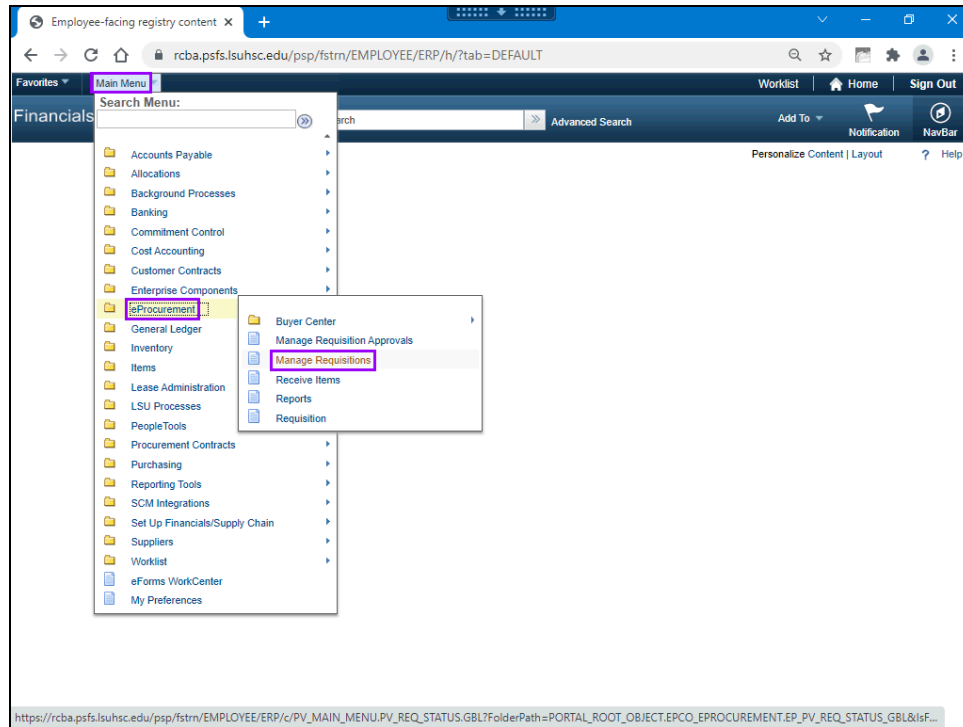 Employee-facing registry content
rcba.psfs.lsuhsc.edu/psp/fstrn/EMPLOYEE/ERP/h/?tab=DEFAULT
Favorites Main Menu Worklist Home Sign Out
Search Menu:
Financials Advanced Search Add To Notification NavBar
Personalize Content | Layout ? Help
Accounts Payable
Allocations
Background Processes
Banking
Commitment Control
Cost Accounting
Customer Contracts
Enterprise Components
eProcurement
General Ledger
Inventory
Items
Lease Administration
LSU Processes
PeopleTools
Procurement Contracts
Purchasing
Reporting Tools
SCM Integrations
Set Up Financials/Supply Chain
Suppliers
Worklist
eForms WorkCenter
My Preferences
Buyer Center
Manage Requisition Approvals
Manage Requisitions
Receive Items
Reports
Requisition
https://rcba.psfs.lsuhsc.edu/psp/fstrn/EMPLOYEE/ERP/c/PV_MAIN_MENU.PV_REQ_STATUS.GBL?FolderPath=PORTAL_ROOT_OBJECT.EPCO_EPROCUREMENT.EP_PV_REQ_STATUS_GBL&IsF...